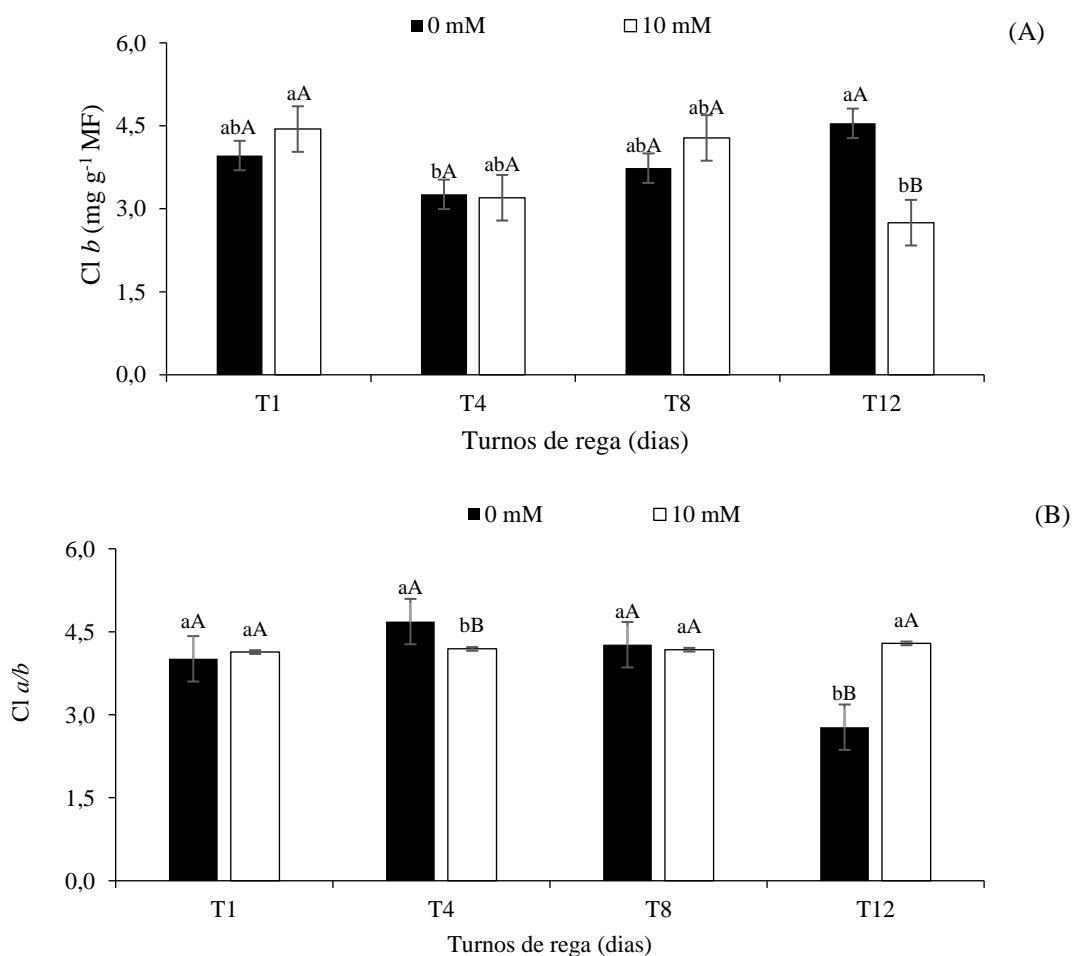 0 mM 10 mM (A)
6,0
4,5
3,0
1,5
0,0
Cl b (mg g-1 MF)
abA aA bA abA abA abA aA bB
T1 T4 T8 T12
Turnos de rega (dias)
0 mM 10 mM (B)
6,0
4,5
3,0
1,5
0,0
Cl a/b
aA aA aA bB aA aA bB aA
T1 T4 T8 T12
Turnos de rega (dias)